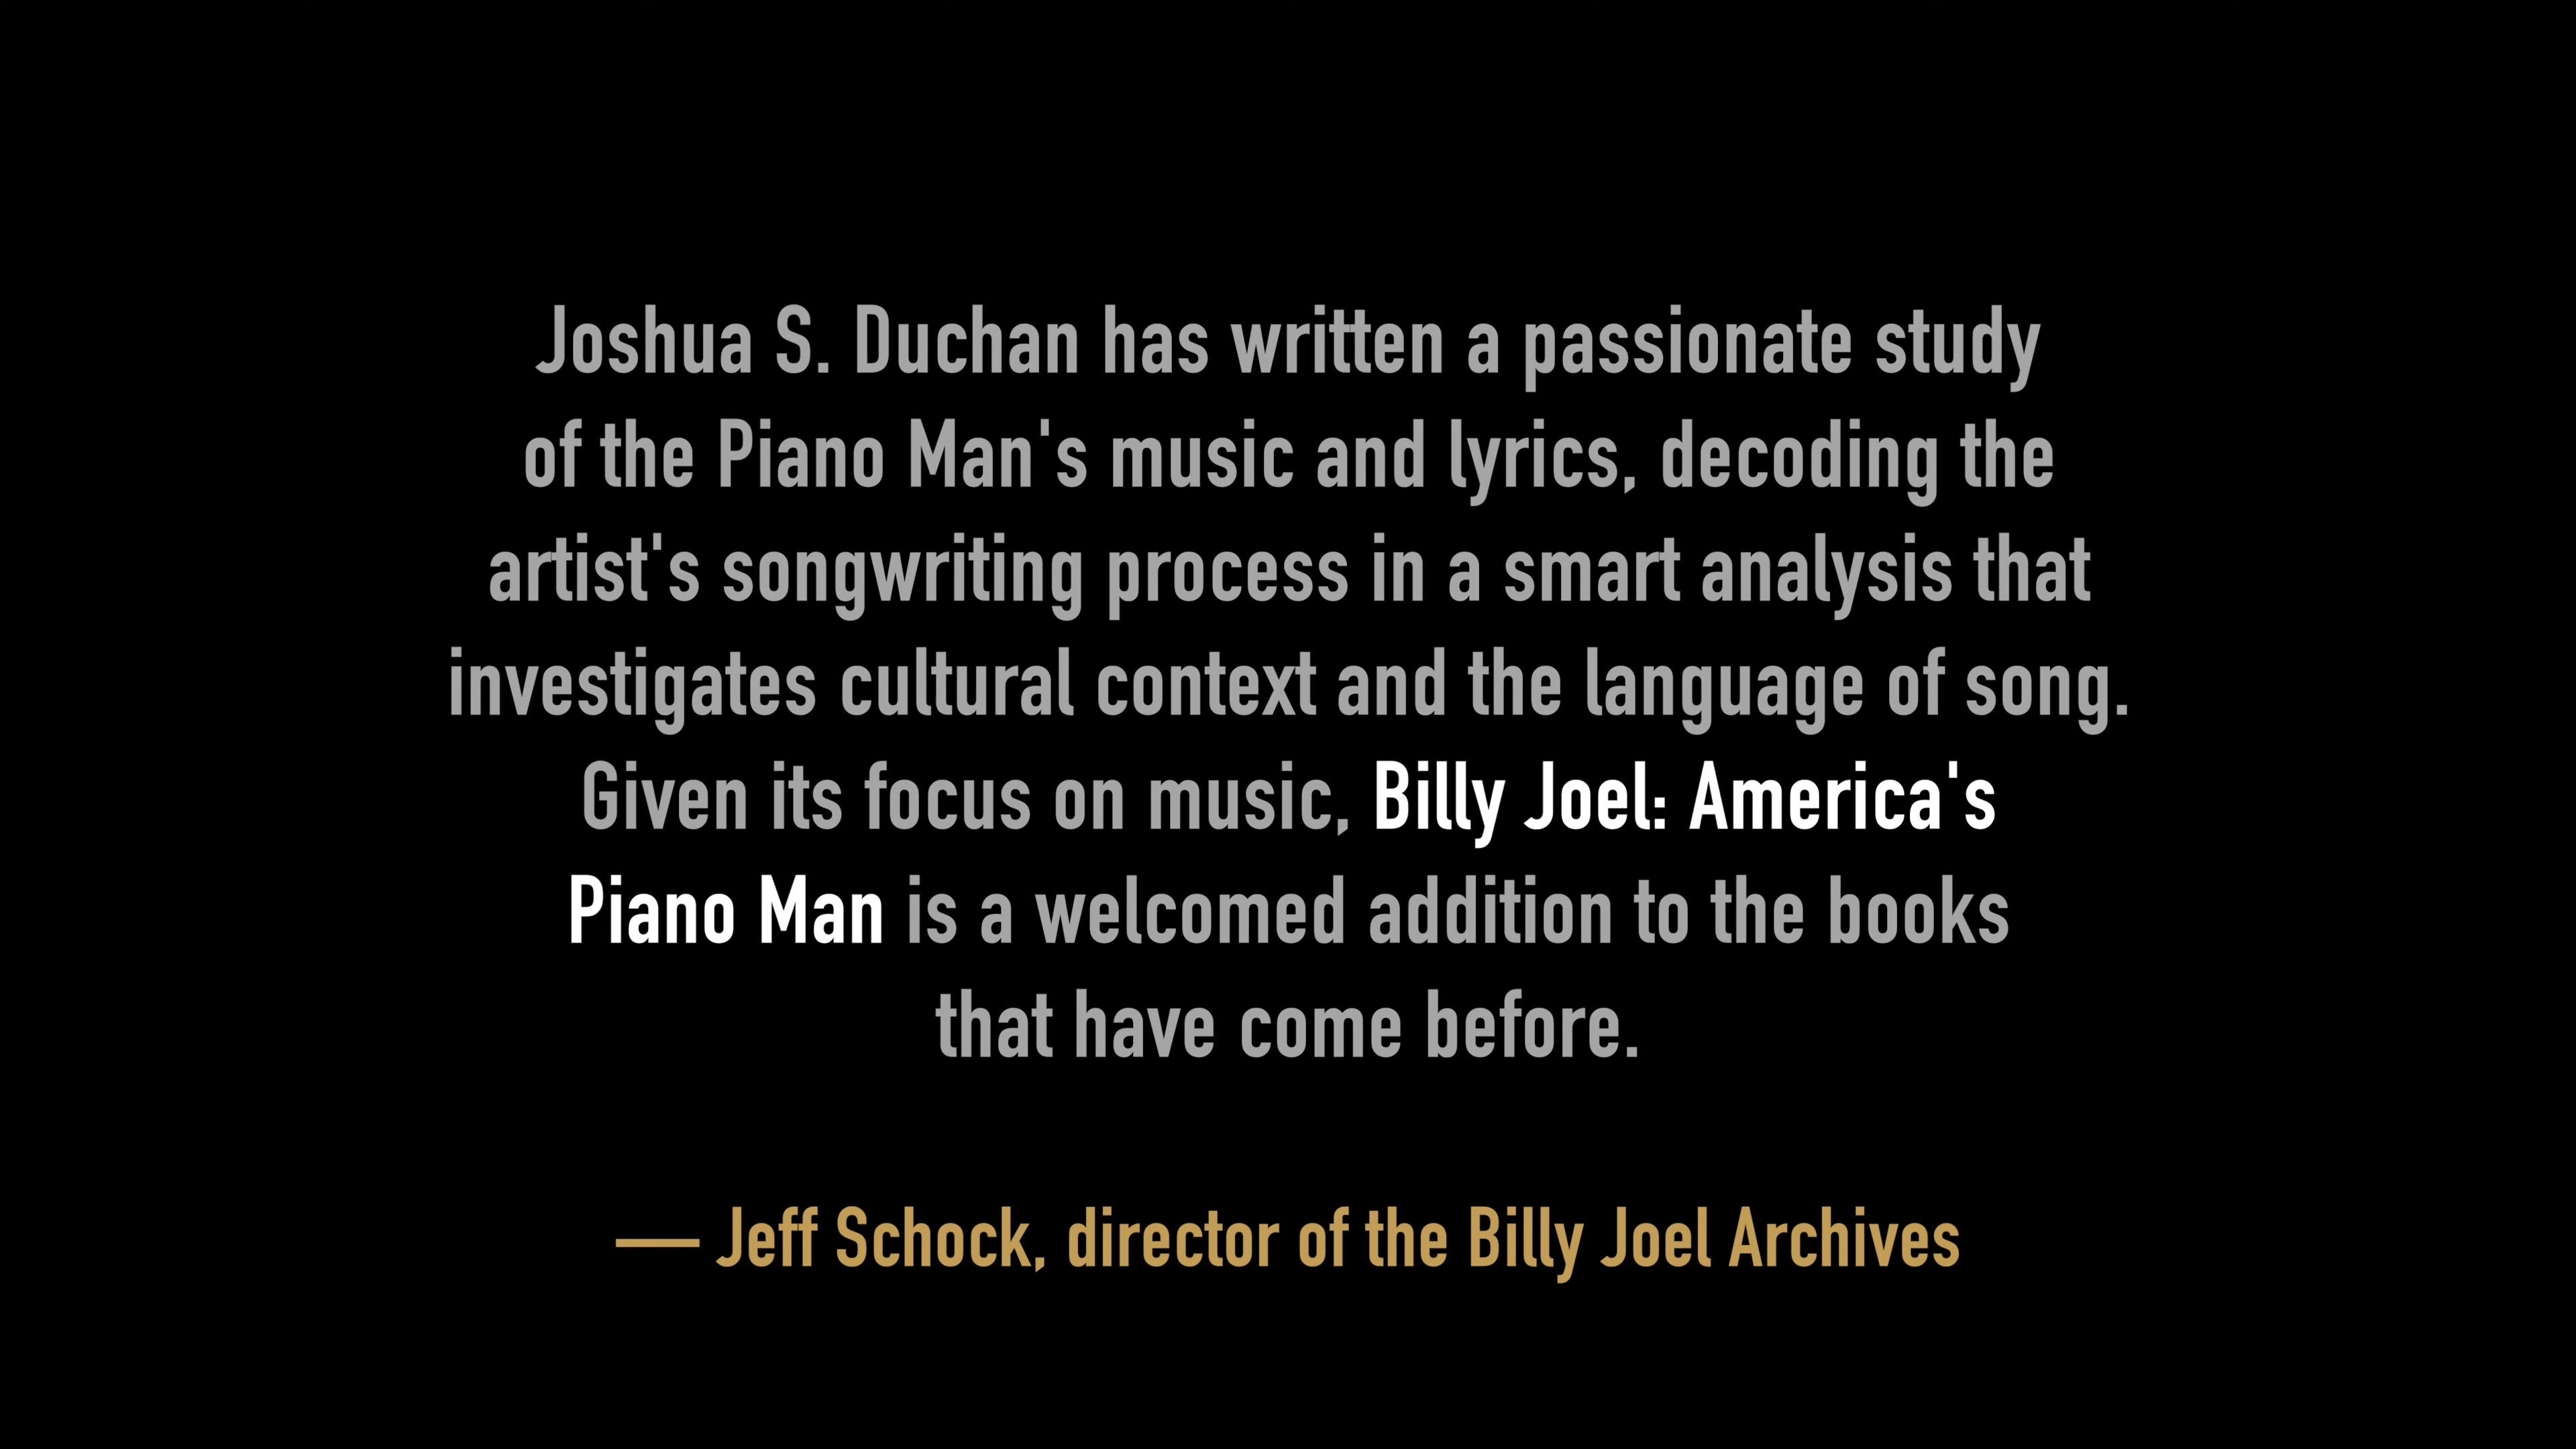 Joshua S. Duchan has written a passionate study
of the Piano Man's music and lyrics, decoding the
artist's songwriting process in a smart analysis that
investigates cultural context and the language of song.
Given its focus on music, Billy Joel: America's
Piano Man is a welcomed addition to the books
that have come before.
— Jeff Schock, director of the Billy Joel Archives